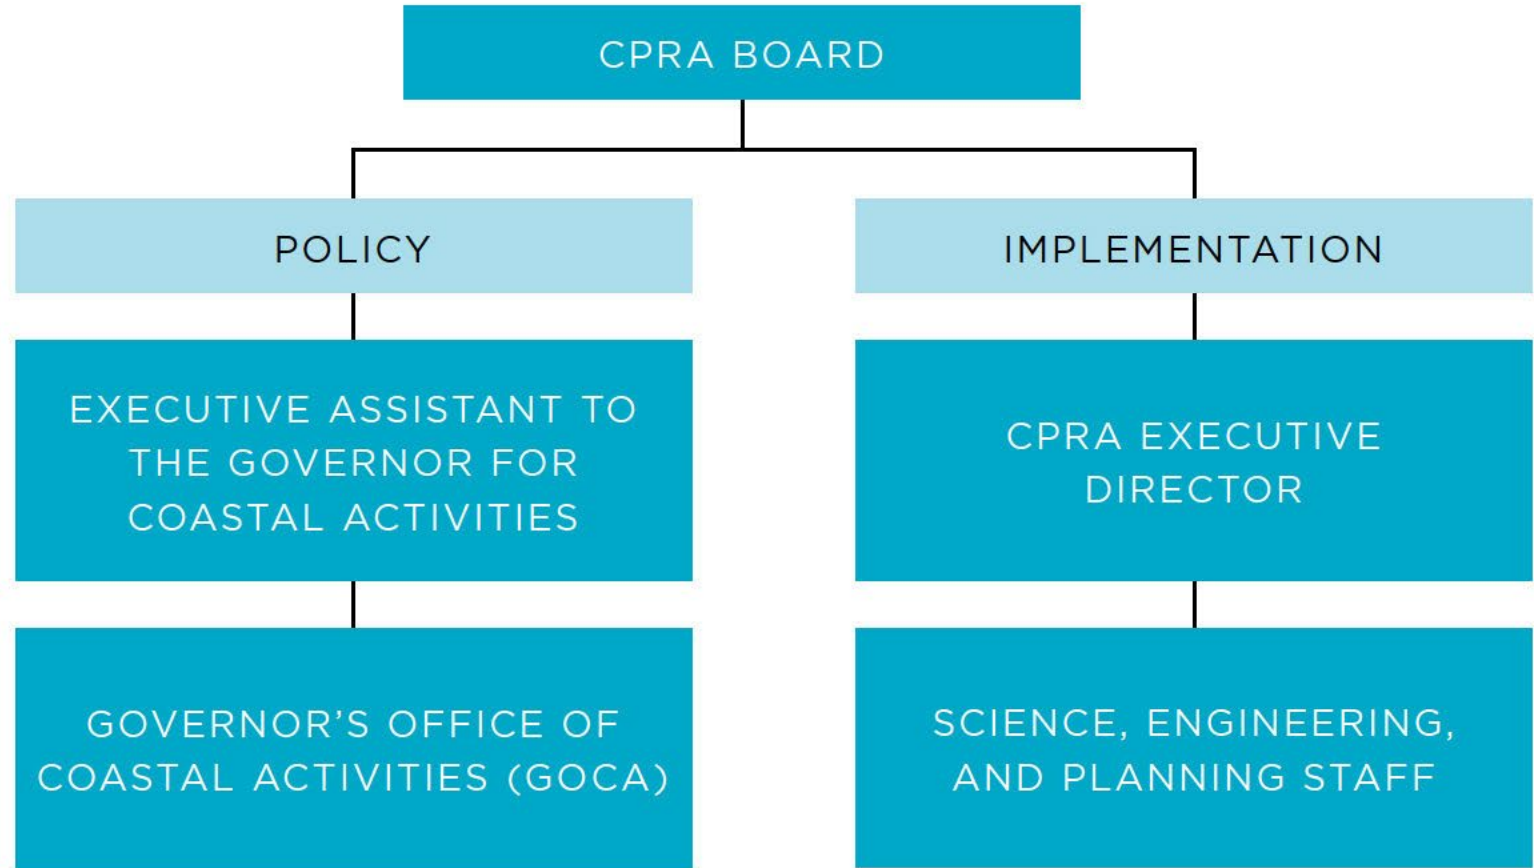 CPRA BOARD
POLICY
IMPLEMENTATION
EXECUTIVE ASSISTANT TO
THE GOVERNOR FOR
COASTAL ACTIVITIES
CPRA EXECUTIVE
DIRECTOR
GOVERNOR’S OFFICE OF
COASTAL ACTIVITIES (GOCA)
SCIENCE, ENGINEERING,
AND PLANNING STAFF